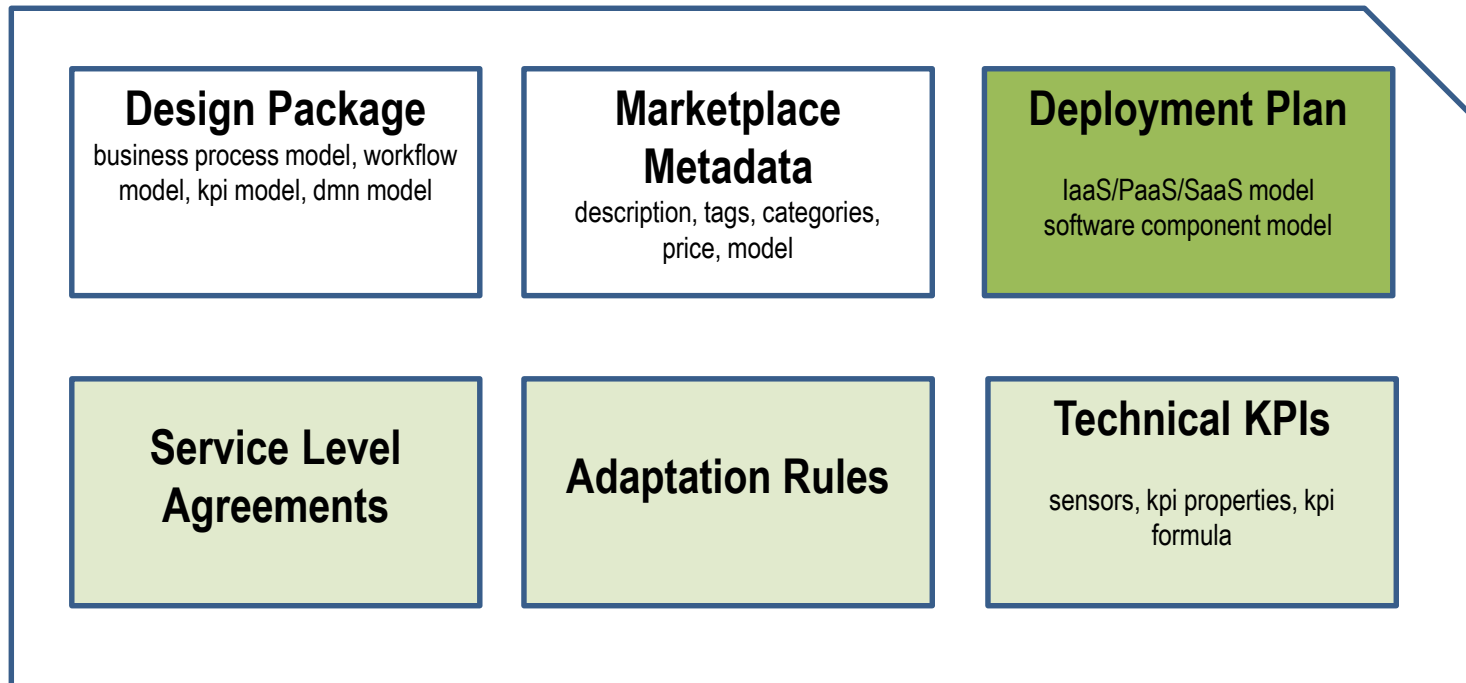 Design Package
business process model, workflow
model, kpi model, dmn model
Marketplace
Metadata
description, tags, categories,
price, model
Deployment Plan
IaaS/PaaS/SaaS model
software component model
Service Level
Agreements
Adaptation Rules
Technical KPIs
sensors, kpi properties, kpi
formula